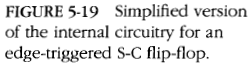 FIGURE 5-19 Simplified version
of the internal circuitry for an
edge-triggered S-C flip-flop.